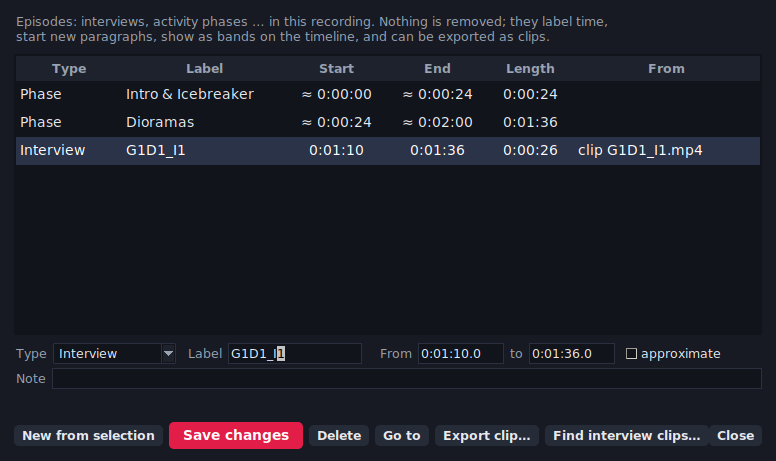 Episodes: interviews, activity phases ... in this recording. Nothing is removed; they label time,
start new paragraphs, show as bands on the timeline, and can be exported as clips.
Type Label Start End Length From
Phase Intro & Icebreaker ≈ 0:00:00 ≈ 0:00:24 0:00:24
Phase Dioramas ≈ 0:00:24 ≈ 0:02:00 0:01:36
Interview G1D1_I1 0:01:10 0:01:36 0:00:26 clip G1D1_I1.mp4
Type Interview Label G1D1_I1 From 0:01:10.0 to 0:01:36.0 approximate
Note
New from selection Save changes Delete Go to Export clip... Find interview clips... Close